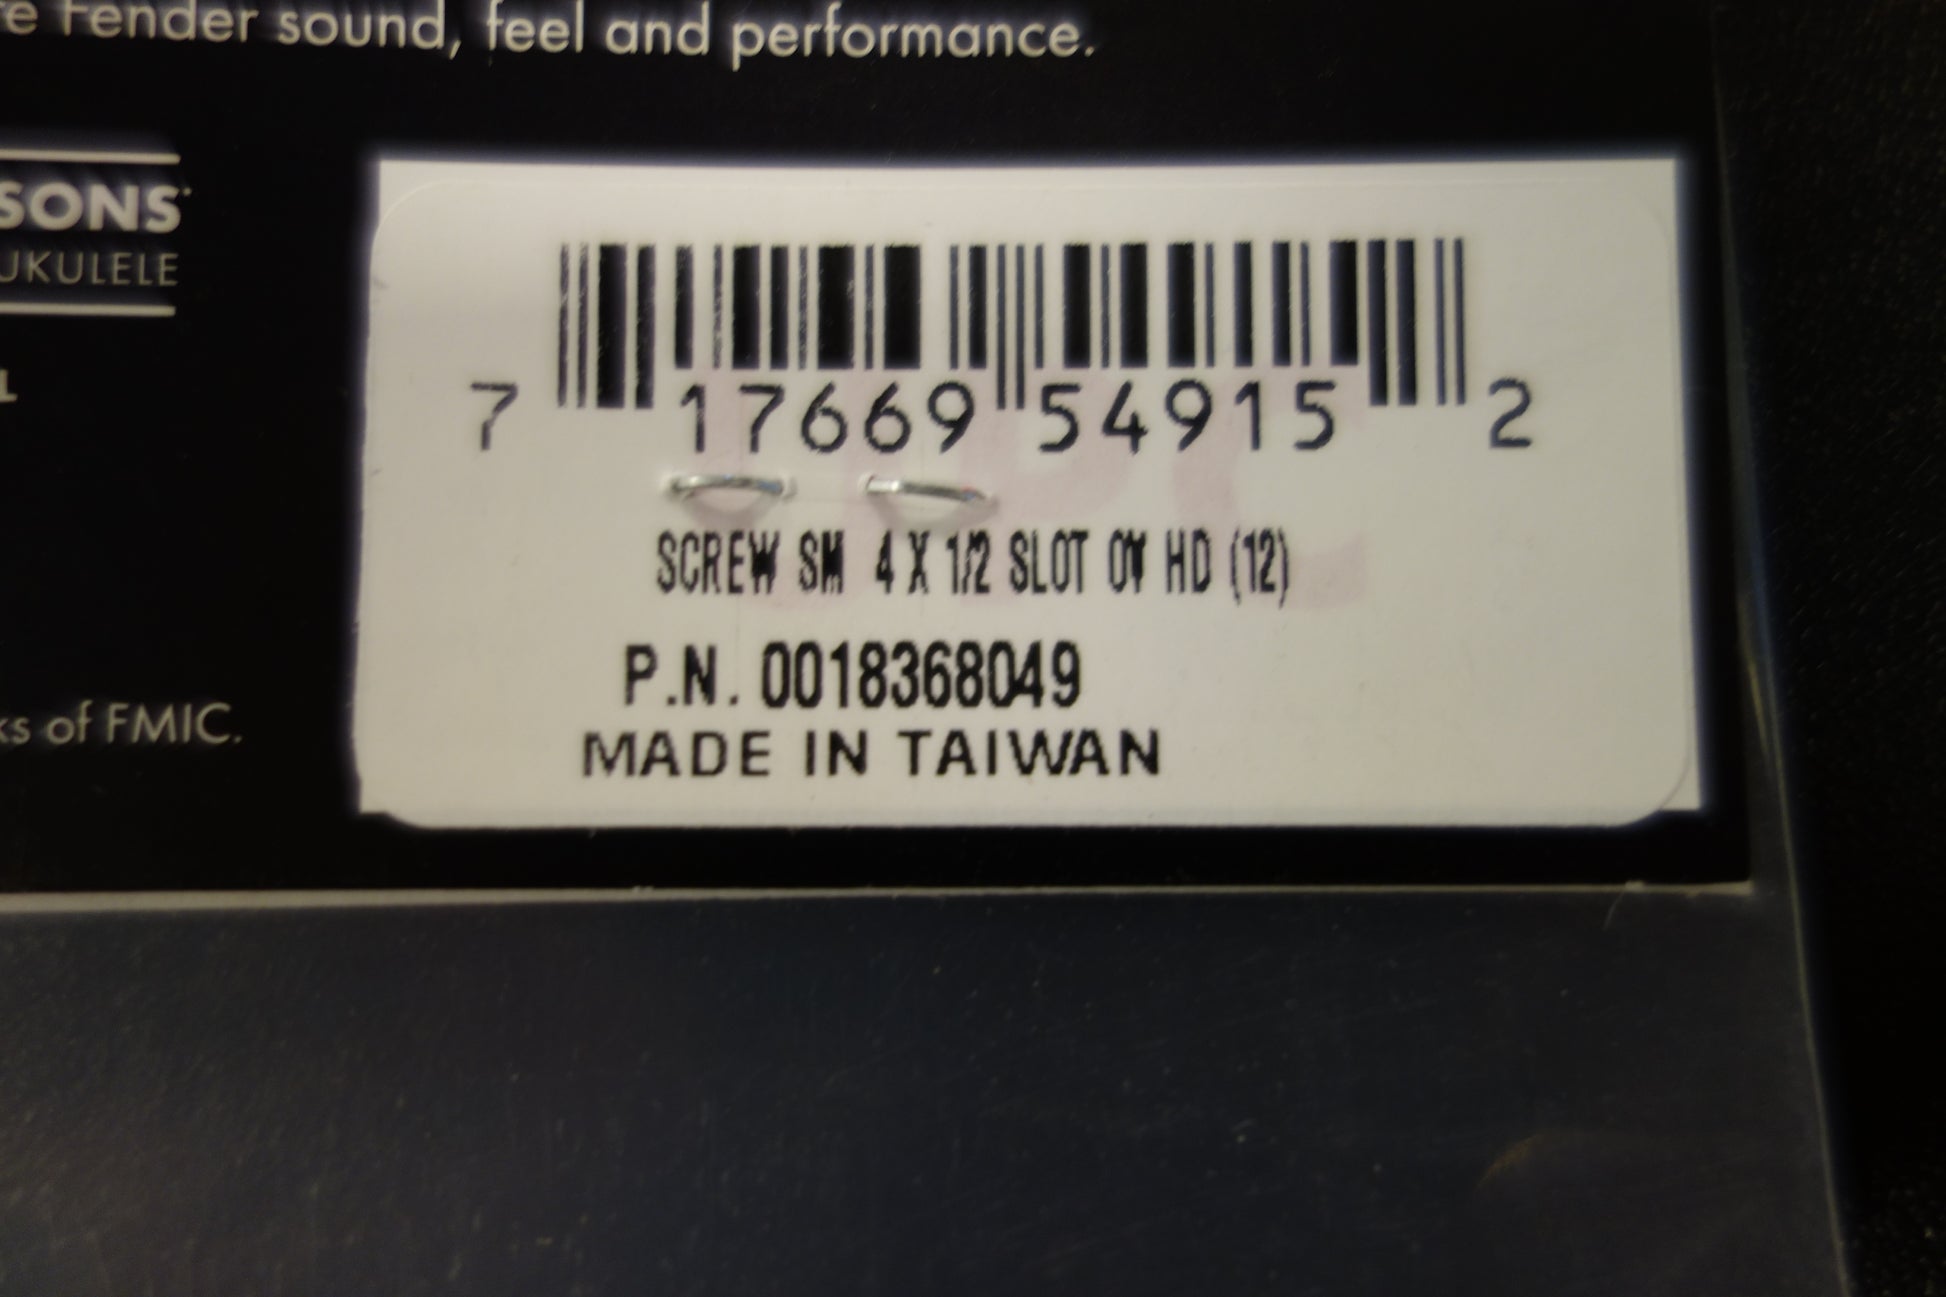 Fender sound, feel and performance.
SONS
UKULELE
7 17669 54915 2
SCREW SM 4 X 1/2 SLOT OV HD (12)
P.N. 0018368049
MADE IN TAIWAN
of FMIC.